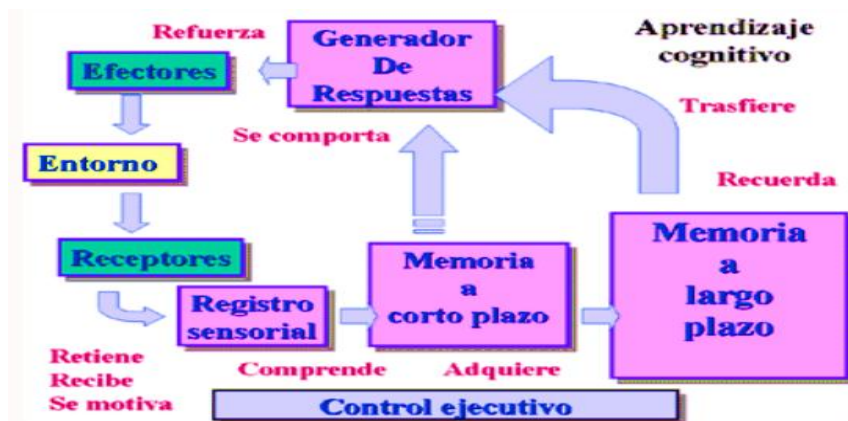 Refuerza
Generador
De
Respuestas
Aprendizaje
cognitivo
Efectores
Trasfiere
Se comporta
Entorno
Recuerda
Receptores
Registro
sensorial
Memoria
a
corto plazo
Memoria
a
largo
plazo
Retiene
Recibe
Se motiva
Comprende
Adquiere
Control ejecutivo